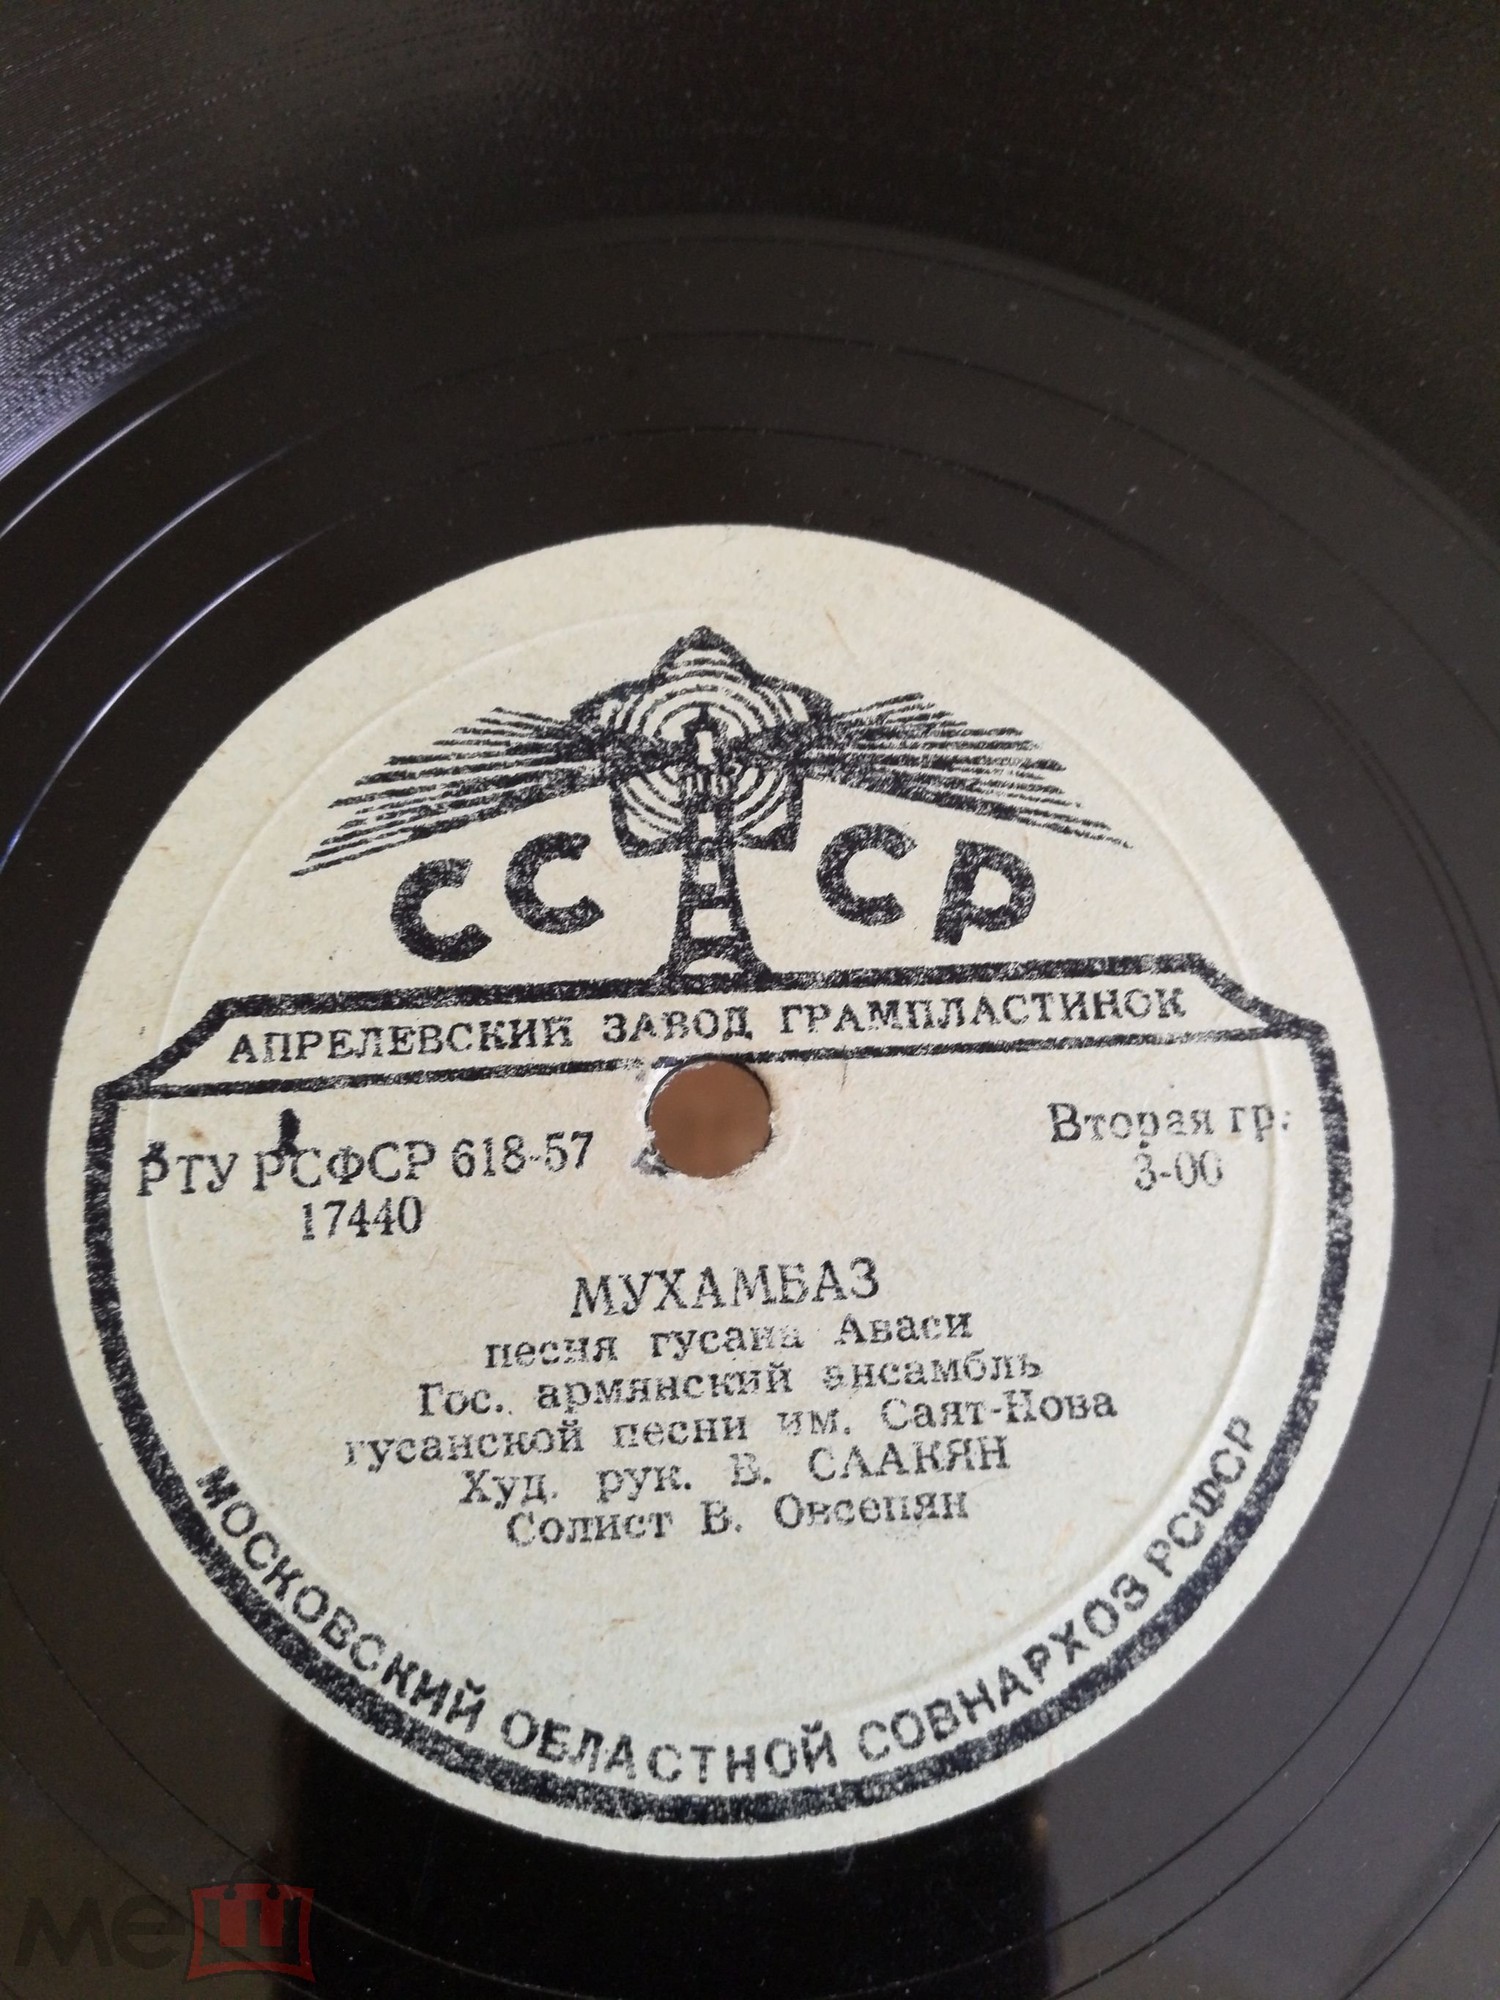 СССР
АПРЕЛЕВСКИЙ ЗАВОД ГРАМПЛАСТИНОК
РТУ РСФСР 618-57
Вторая гр.
17440
3-00
МУХАМБАЗ
песня гусана Аваси
Гос. армянский ансамбль
гусанской песни им. Саят-Нова
Худ. рук. В. СААКЯН
Солист В. Овсепян
МОСКОВСКИЙ ОБЛАСТНОЙ СОВНАРХОЗ РСФСР
мешок